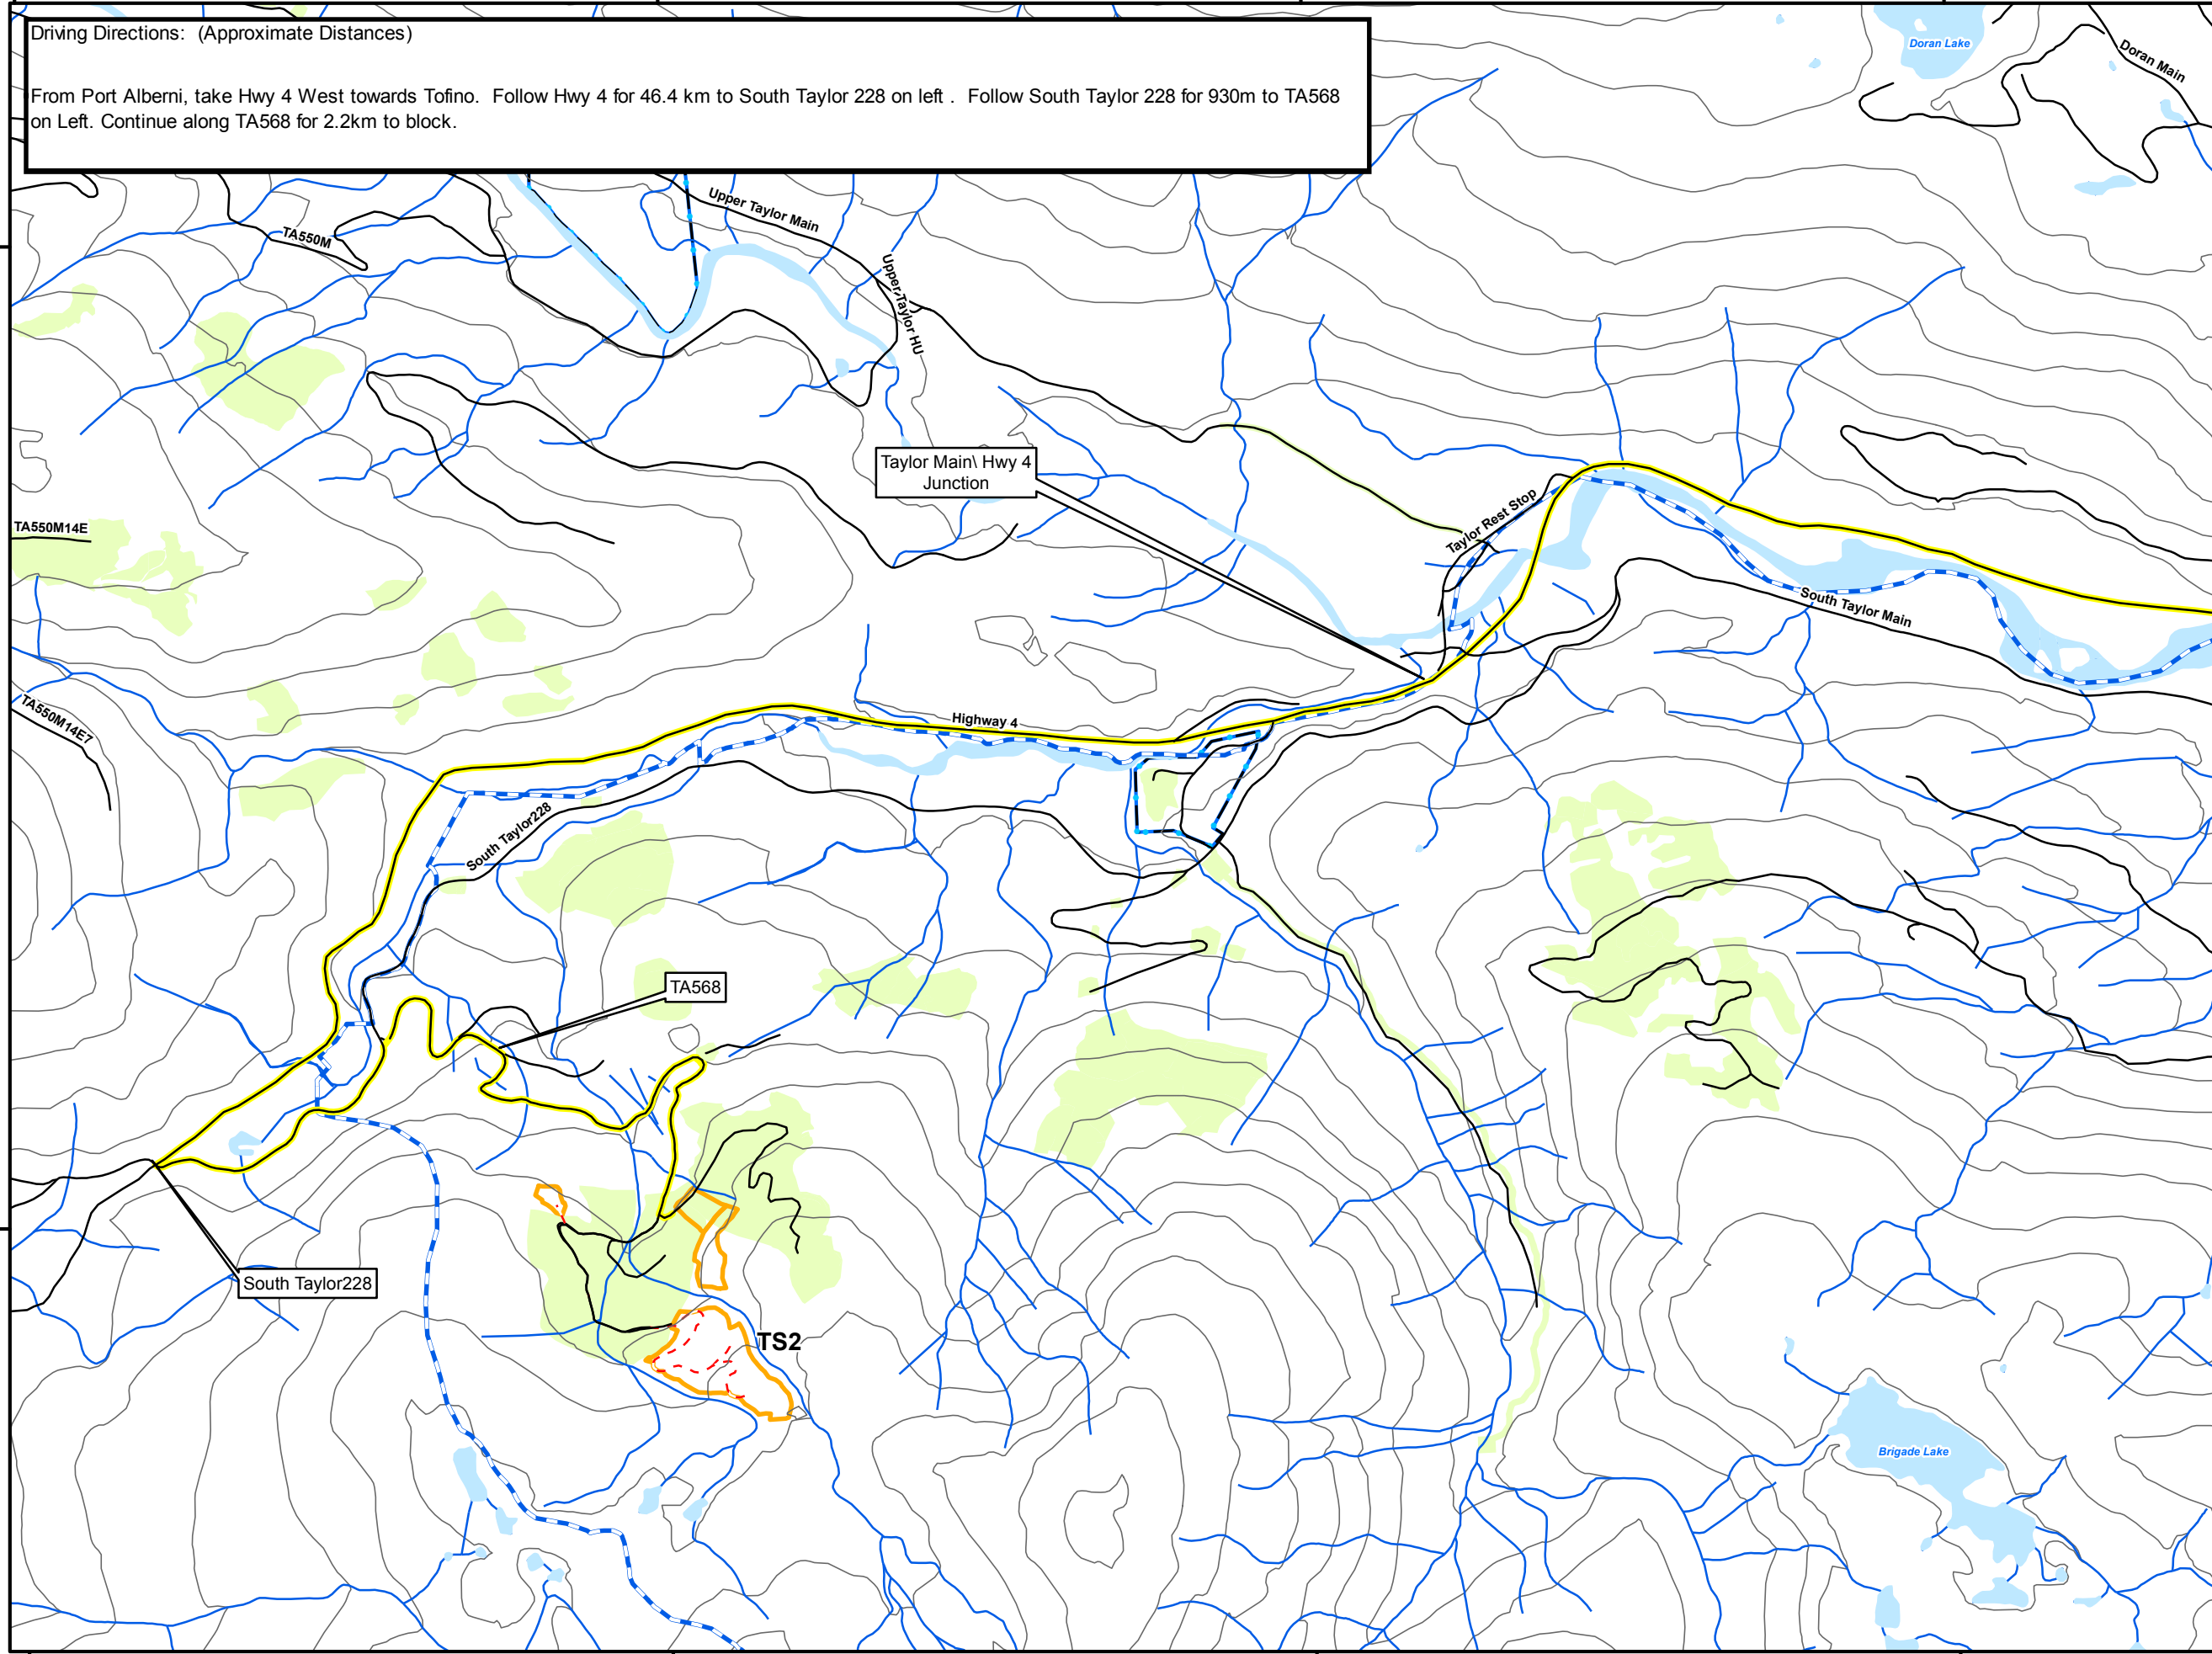 Driving Directions: (Approximate Distances)
From Port Alberni, take Hwy 4 West towards Tofino. Follow Hwy 4 for 46.4 km to South Taylor 228 on left . Follow South Taylor 228 for 930m to TA568
on Left. Continue along TA568 for 2.2km to block.
Doran Lake
Doran Main
Upper Taylor Main
TA550M
Upper Taylor HU
Taylor Main\ Hwy 4
Junction
Taylor Rest Stop
TA550M14E
South Taylor Main
TA550M14E7
Highway 4
South Taylor228
TA568
South Taylor228
TS2
Brigade Lake